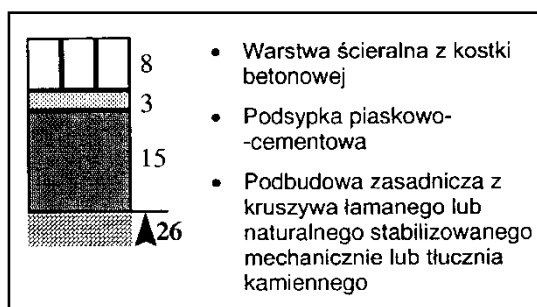 8
3
15
26
• Warstwa ścieralna z kostki
betonowej
• Podsypka piaskowo-
-cementowa
• Podbudowa zasadnicza z
kruszywa łamanego lub
naturalnego stabilizowanego
mechanicznie lub tłucznia
kamiennego